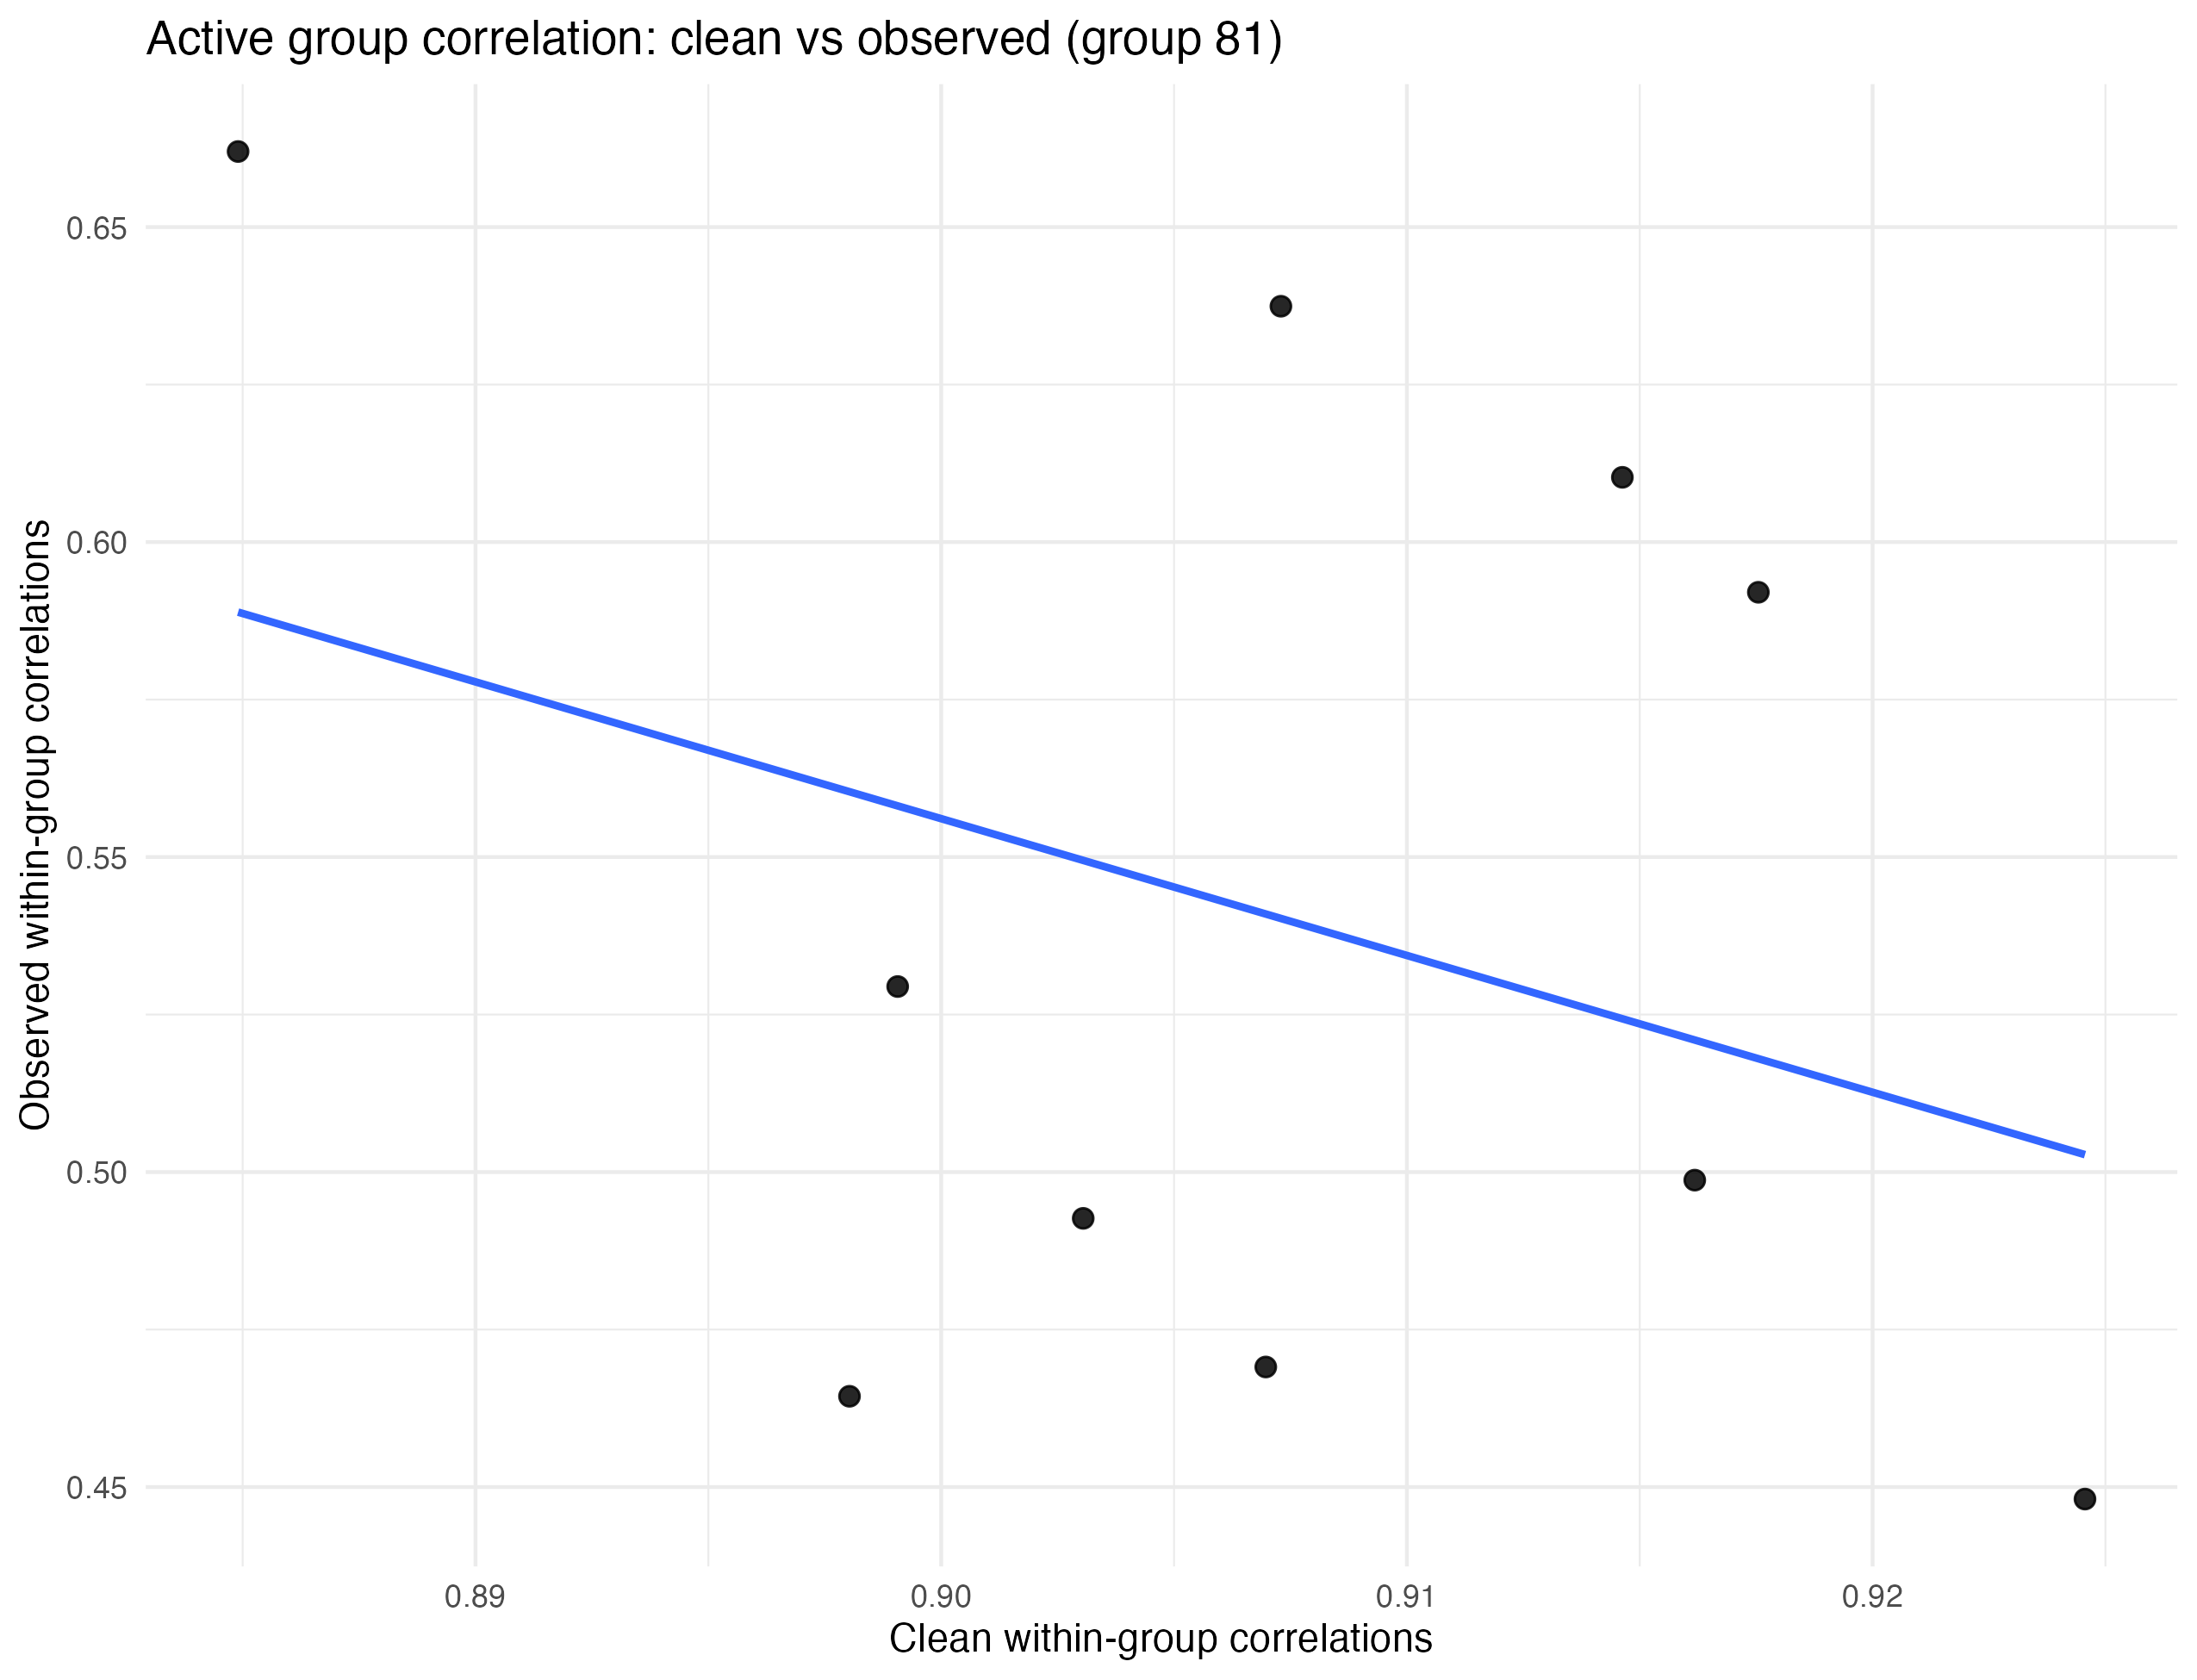 Active group correlation: clean vs observed (group 81)
Observed within-group correlations
0.65
0.60
0.55
0.50
0.45
0.89 0.90 0.91 0.92
Clean within-group correlations